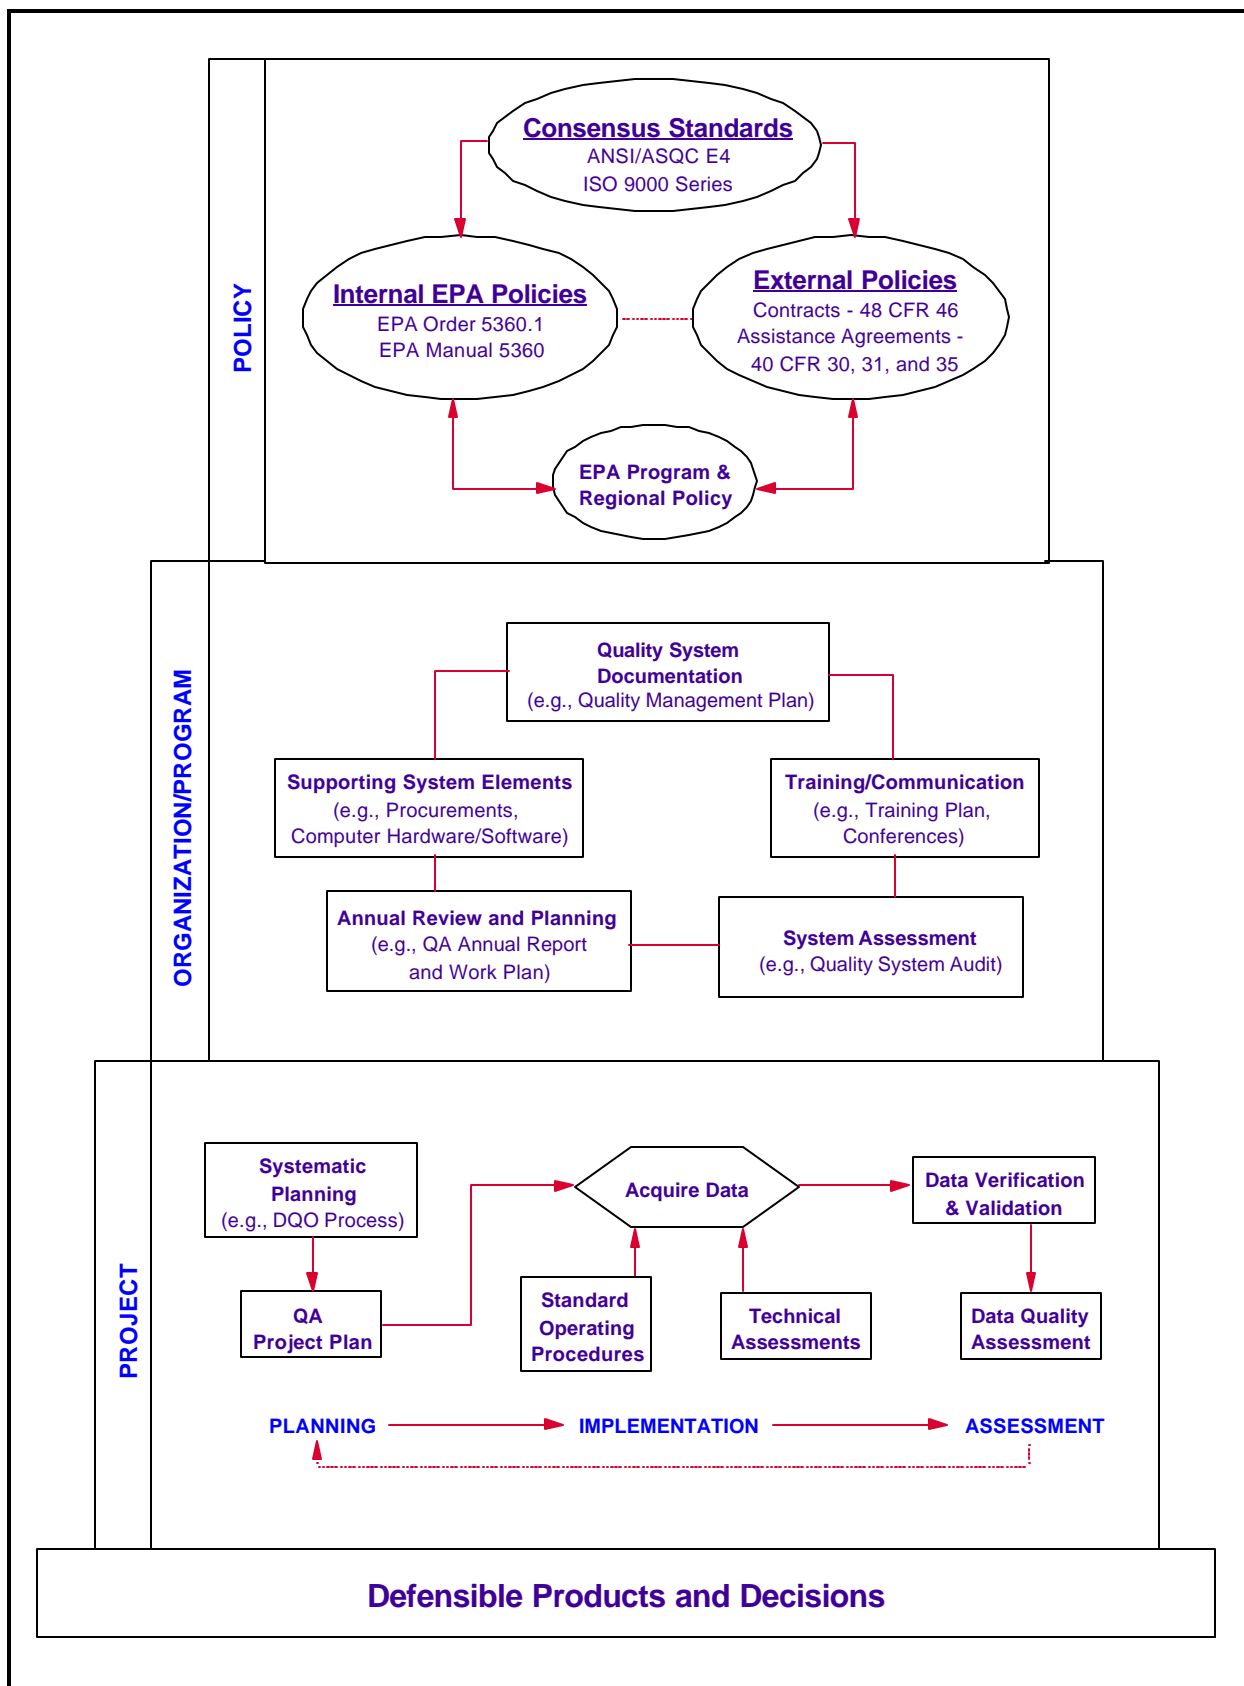 POLICY
Consensus Standards
ANSI/ASQC E4
ISO 9000 Series
Internal EPA Policies
EPA Order 5360.1
EPA Manual 5360
External Policies
Contracts - 48 CFR 46
Assistance Agreements -
40 CFR 30, 31, and 35
EPA Program &
Regional Policy
ORGANIZATION/PROGRAM
Quality System
Documentation
(e.g., Quality Management Plan)
Supporting System Elements
(e.g., Procurements,
Computer Hardware/Software)
Training/Communication
(e.g., Training Plan,
Conferences)
Annual Review and Planning
(e.g., QA Annual Report
and Work Plan)
System Assessment
(e.g., Quality System Audit)
PROJECT
Systematic
Planning
(e.g., DQO Process)
QA
Project Plan
Acquire Data
Standard
Operating
Procedures
Technical
Assessments
Data Verification
& Validation
Data Quality
Assessment
PLANNING
IMPLEMENTATION
ASSESSMENT
Defensible Products and Decisions